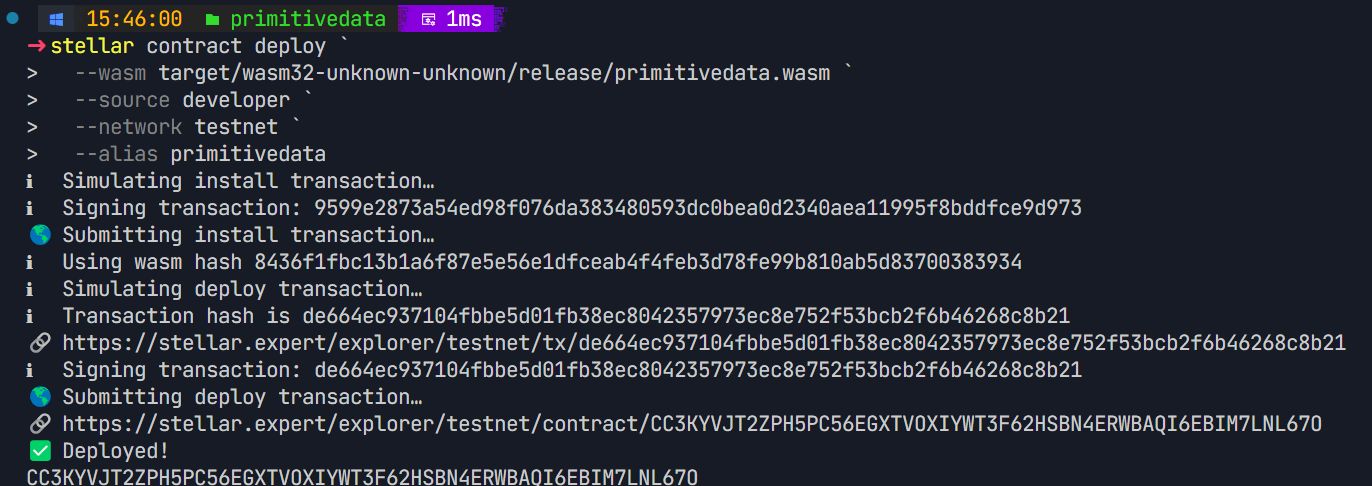 15:46:00 primitivedata 1ms
→ stellar contract deploy `
> --wasm target/wasm32-unknown-unknown/release/primitivedata.wasm `
> --source developer `
> --network testnet `
> --alias primitivedata
ℹ Simulating install transaction…
ℹ Signing transaction: 9599e2873a54ed98f076da383480593dc0bea0d2340aea11995f8bddfce9d973
🌎 Submitting install transaction…
ℹ Using wasm hash 8436f1fbc13b1a6f87e5e56e1dfceab4f4feb3d78fe99b810ab5d83700383934
ℹ Simulating deploy transaction…
ℹ Transaction hash is de664ec937104fbbe5d01fb38ec8042357973ec8e752f53bcb2f6b46268c8b21
🔗 https://stellar.expert/explorer/testnet/tx/de664ec937104fbbe5d01fb38ec8042357973ec8e752f53bcb2f6b46268c8b21
ℹ Signing transaction: de664ec937104fbbe5d01fb38ec8042357973ec8e752f53bcb2f6b46268c8b21
🌎 Submitting deploy transaction…
🔗 https://stellar.expert/explorer/testnet/contract/CC3KYVJT2ZPH5PC56EGXTVOXIYWT3F62HSBN4ERWBAQI6EBIM7LNL67O
✅ Deployed!
CC3KYVJT2ZPH5PC56EGXTVOXIYWT3F62HSBN4ERWBAQI6EBIM7LNL67O